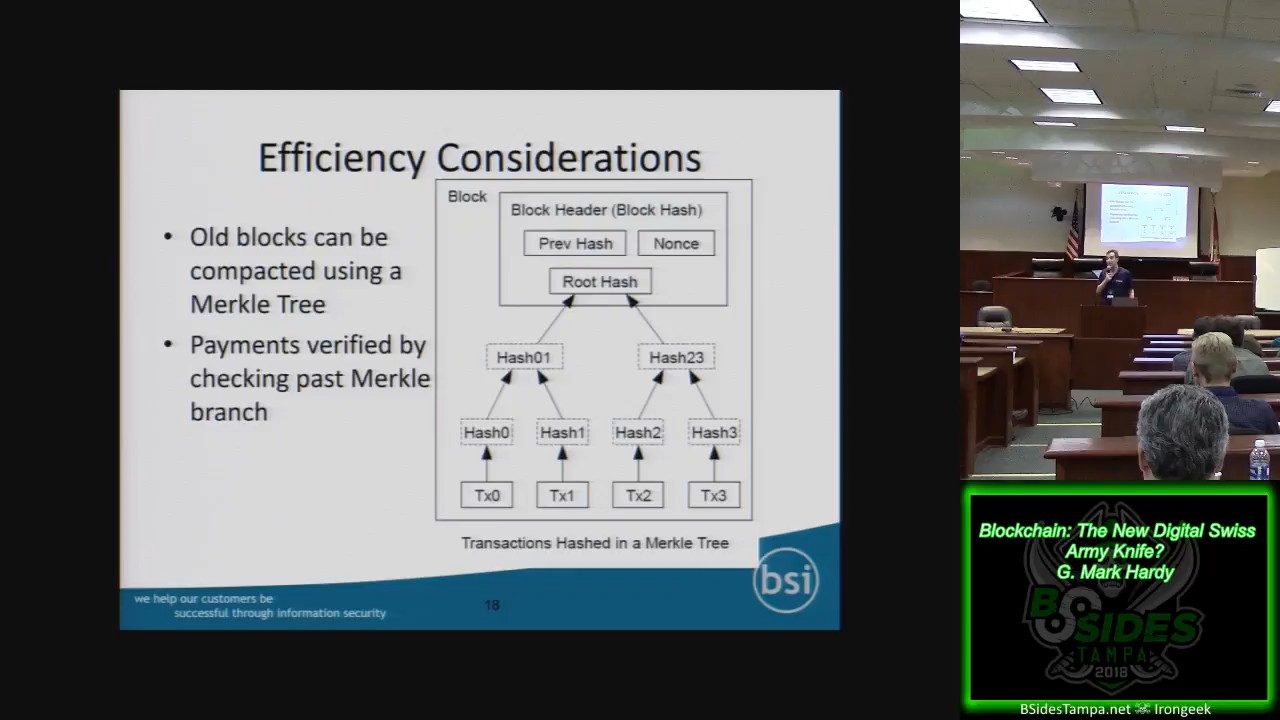 Efficiency Considerations
• Old blocks can be
compacted using a
Merkle Tree
• Payments verified by
checking past Merkle
branch
Block
Block Header (Block Hash)
Prev Hash
Nonce
Root Hash
Hash01
Hash23
Hash0
Hash1
Hash2
Hash3
Tx0
Tx1
Tx2
Tx3
Transactions Hashed in a Merkle Tree
we help our customers be
successful through information security
18
bsi
Blockchain: The New Digital Swiss
Army Knife?
G. Mark Hardy
BSIDES
TAMPA
2018
BSidesTampa.net Irongeek